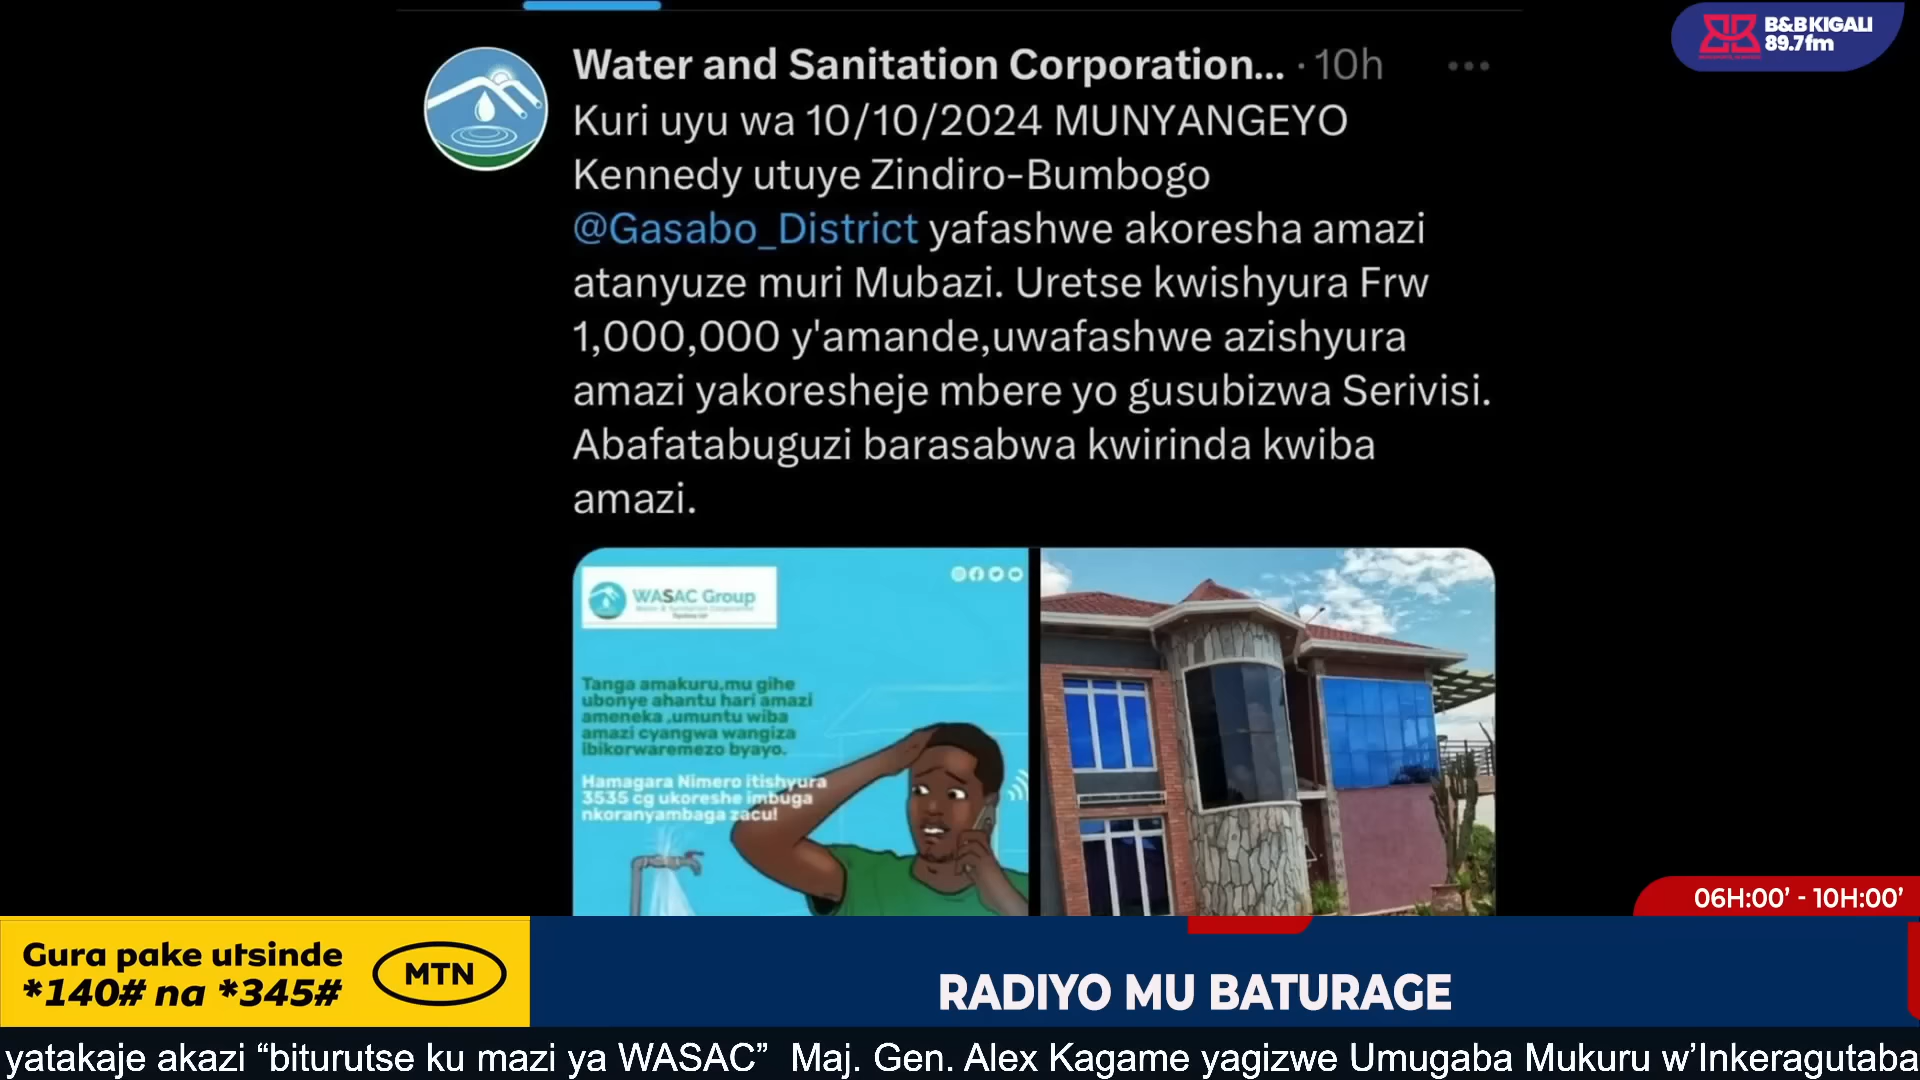 Water and Sanitation Corporation... · 10h
Kuri uyu wa 10/10/2024 MUNYANGEYO
Kennedy utuye Zindiro-Bumbogo
@Gasabo_District yafashwe akoresha amazi
atanyuze muri Mubazi. Uretse kwishyura Frw
1,000,000 y'amande,uwafashwe azishyura
amazi yakoresheje mbere yo gusubizwa Serivisi.
Abafatabuguzi barasabwa kwirinda kwiba
amazi.
B&B KIGALI
89.7fm
WASAC Group
Tanga amakuru,mu gihe
ubonye ahantu hari amazi
ameneka ,umuntu wiba
amazi cyangwa wangiza
ibikorwaremezo byayo.
Hamagara Nimero itishyura
3535 cg ukoreshe imbuga
nkoranyambaga zacu!
06H:00’ - 10H:00’
Gura pake utsinde
*140# na *345#
MTN
RADIYO MU BATURAGE
yatakaje akazi “biturutse ku mazi ya WASAC” Maj. Gen. Alex Kagame yagizwe Umugaba Mukuru w’Inkeragutaba